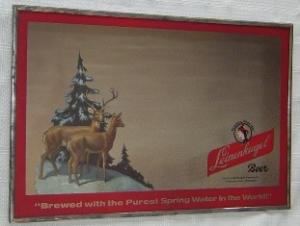 Leinenkugel
Beer
"Brewed with the Purest Spring Water in the World!"